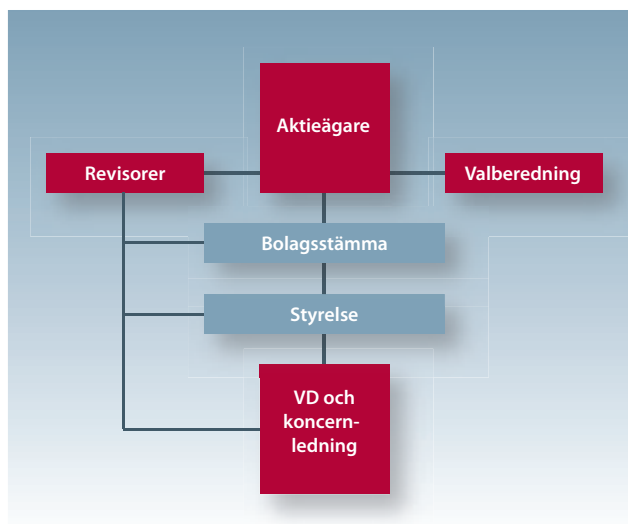 Aktieägare
Revisorer
Valberedning
Bolagsstämma
Styrelse
VD och
koncern-
ledning